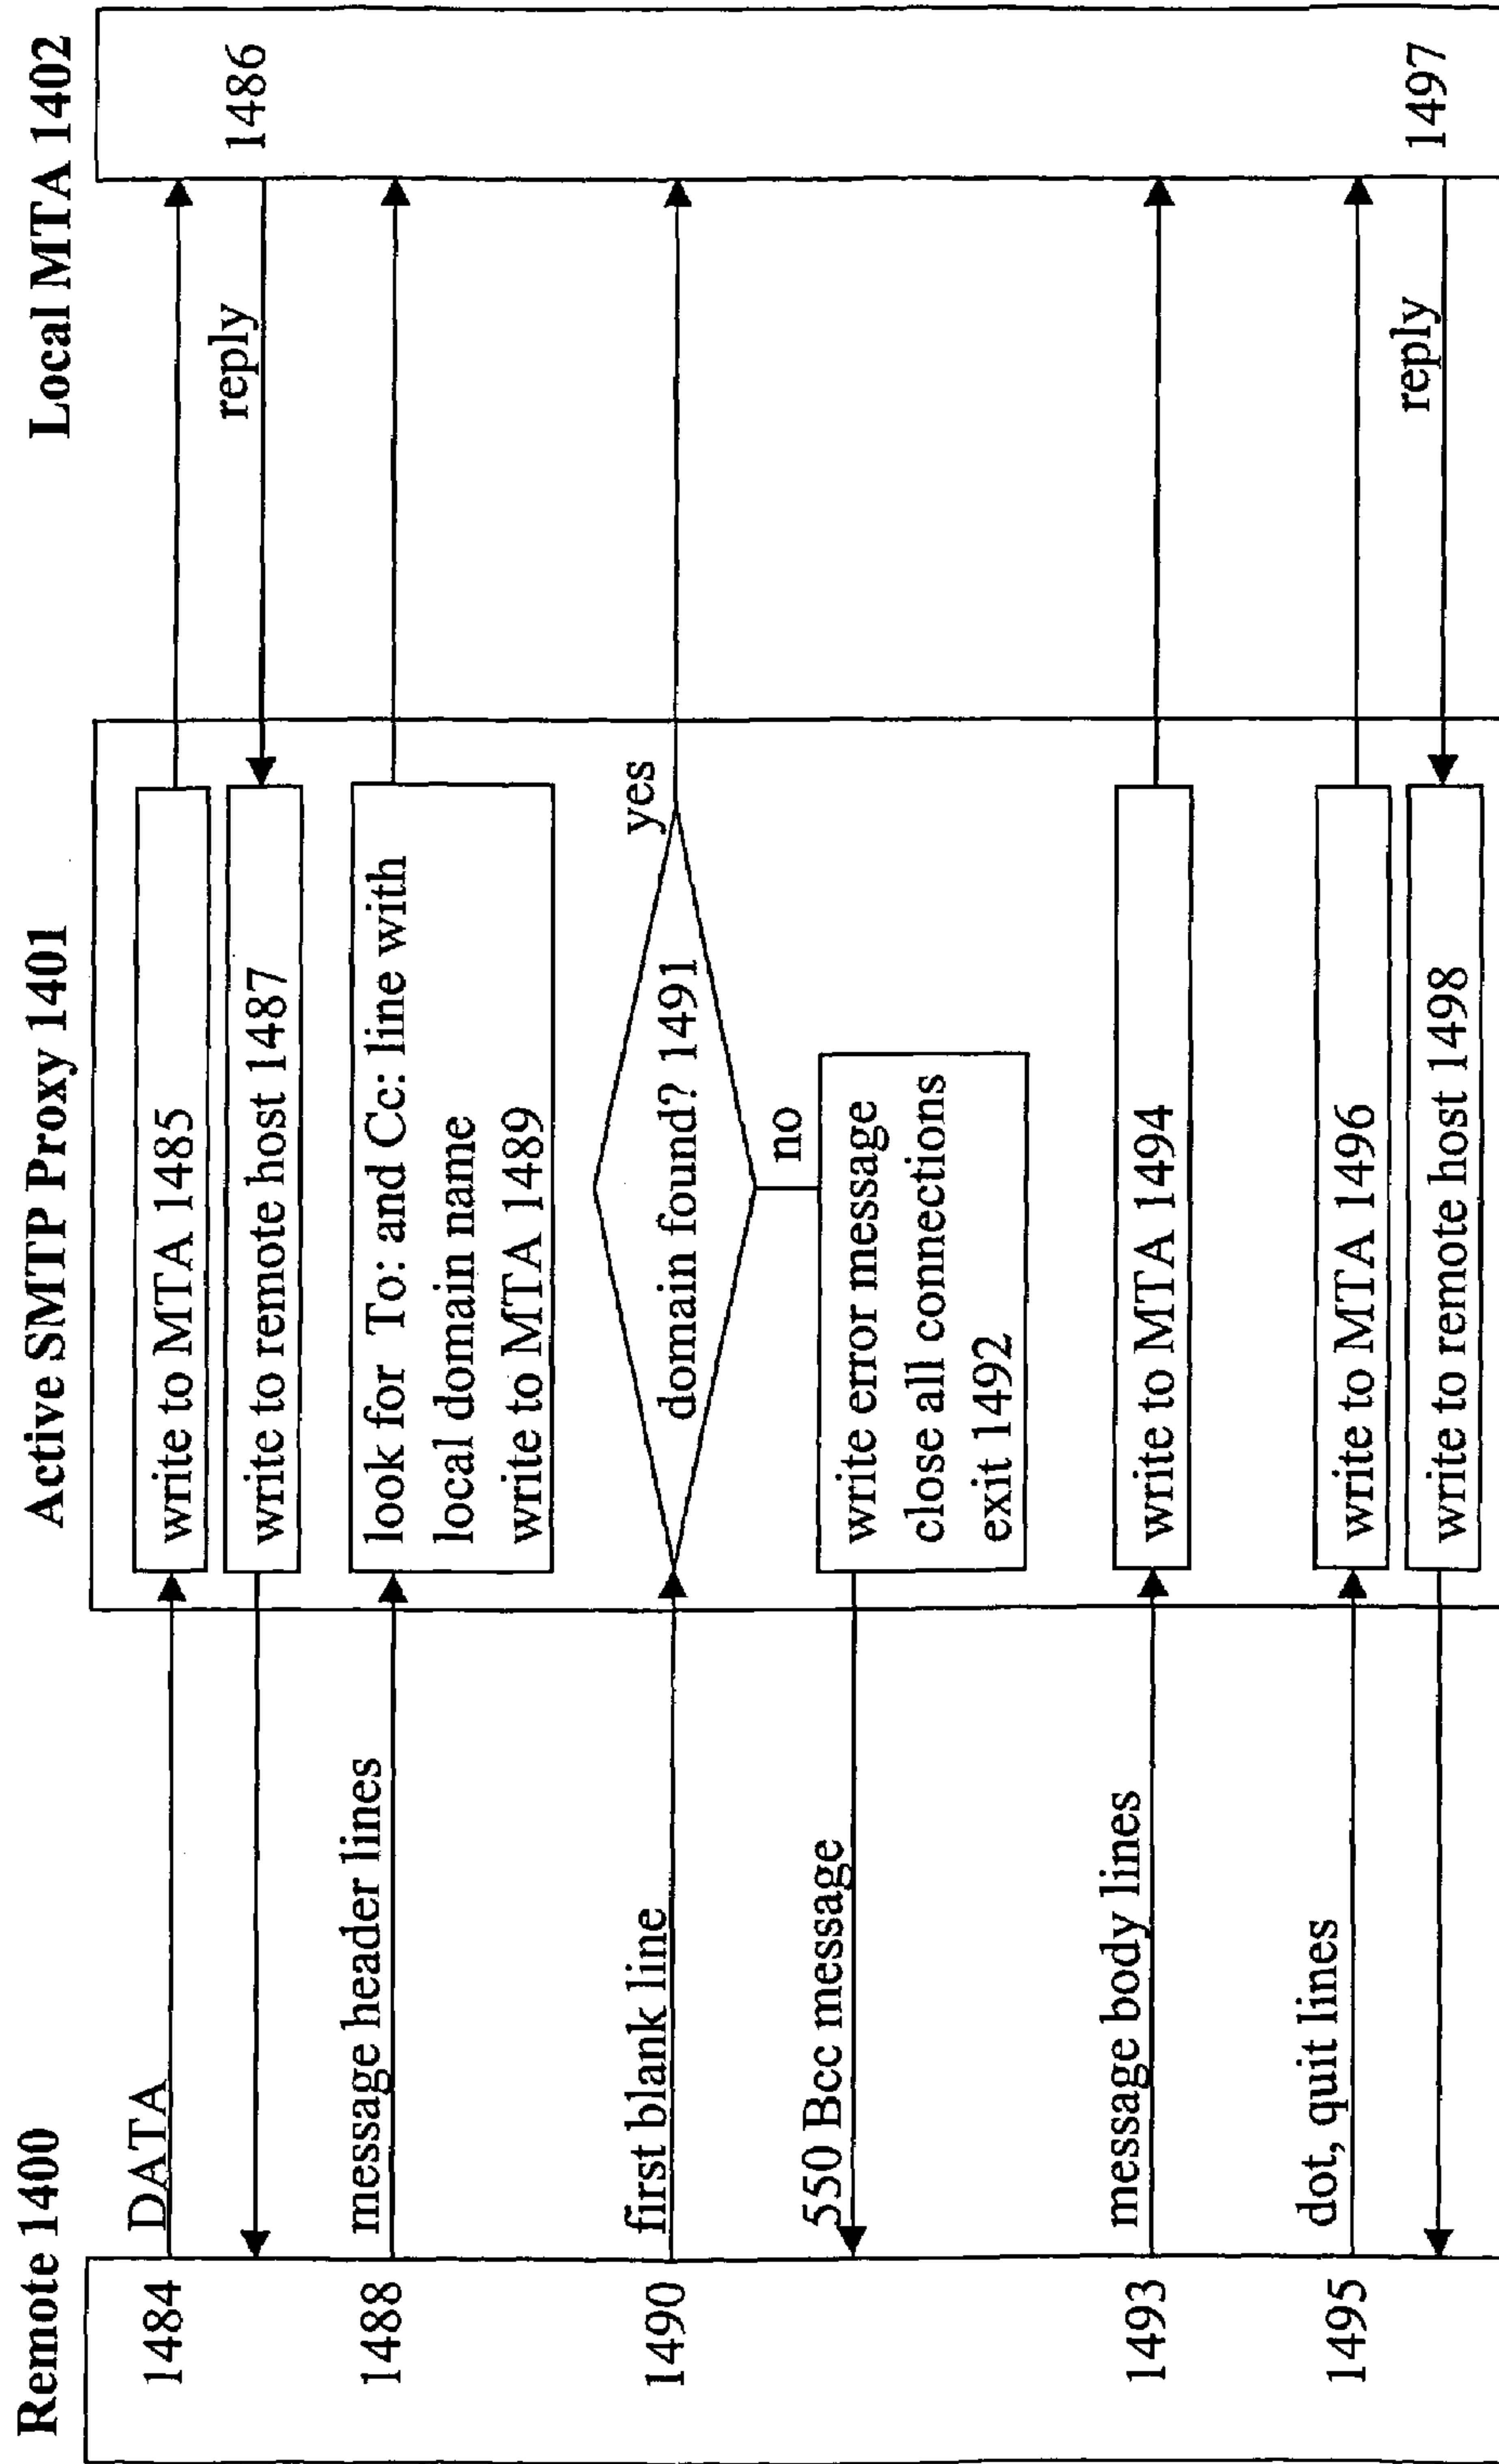 Remote 1400
Active SMTP Proxy 1401
Local MTA 1402
1484
DATA
write to MTA 1485
reply
1486
write to remote host 1487
1488
message header lines
look for To: and Cc: line with
local domain name
write to MTA 1489
1490
first blank line
domain found? 1491
yes
no
550 Bcc message
write error message
close all connections
exit 1492
1493
message body lines
write to MTA 1494
1495
dot, quit lines
write to MTA 1496
reply
1497
write to remote host 1498